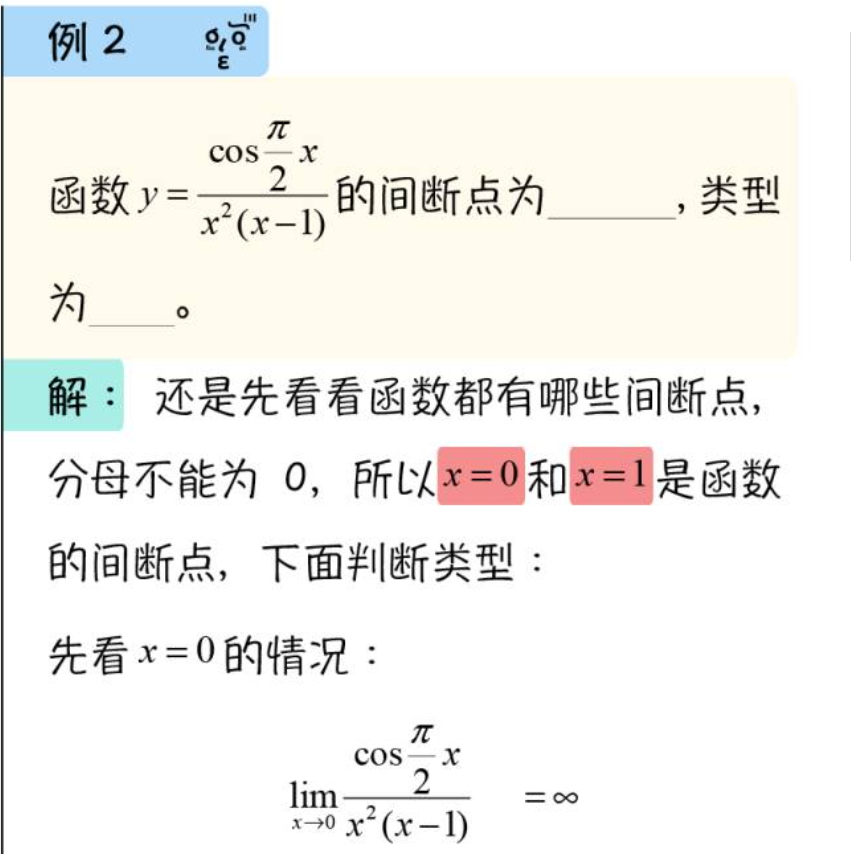 例 2
函数 y = \frac{\cos\frac{\pi}{2}x}{x^2(x-1)} 的间断点为______, 类型
为____。
解： 还是先看看函数都有哪些间断点,
分母不能为 0, 所以 x=0 和 x=1 是函数
的间断点, 下面判断类型：
先看 x=0 的情况：
\lim_{x \to 0} \frac{\cos\frac{\pi}{2}x}{x^2(x-1)} = \infty